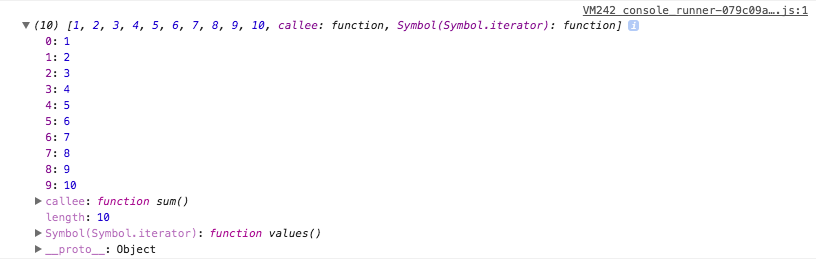 VM242 console_runner-079c09a….js:1
(10) [1, 2, 3, 4, 5, 6, 7, 8, 9, 10, callee: function, Symbol(Symbol.iterator): function] i
0: 1
1: 2
2: 3
3: 4
4: 5
5: 6
6: 7
7: 8
8: 9
9: 10
callee: function sum()
length: 10
Symbol(Symbol.iterator): function values()
__proto__: Object